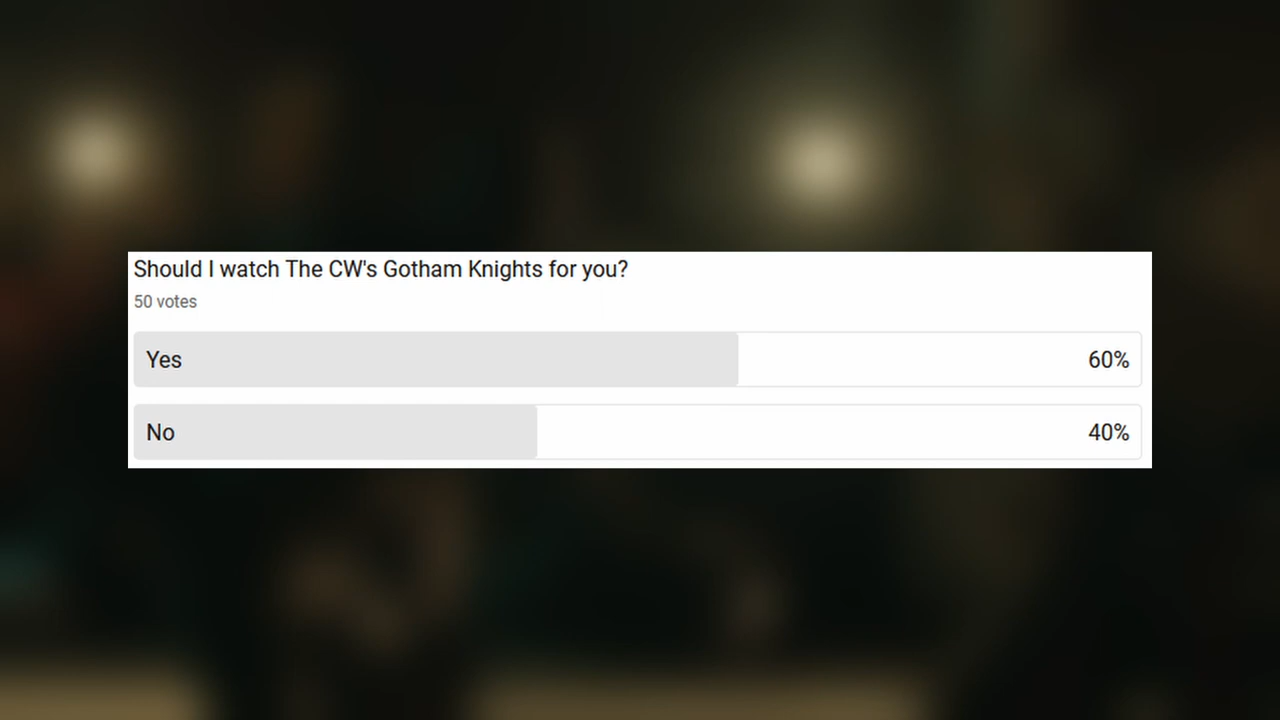 Should I watch The CW's Gotham Knights for you?
50 votes
Yes 60%
No 40%